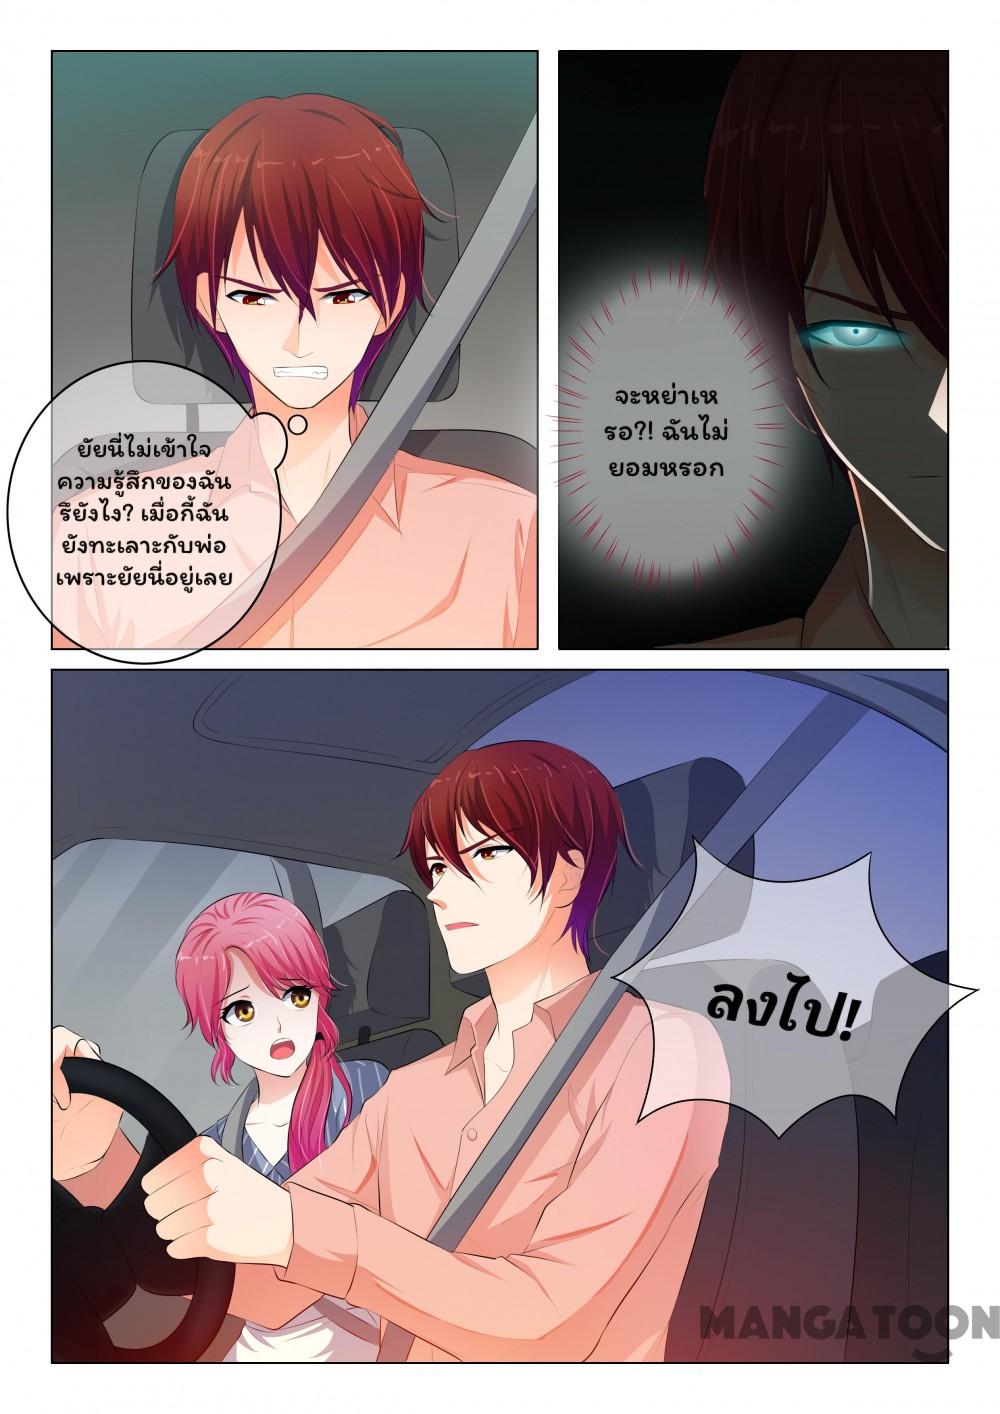 ยัยนี่ไม่เข้าใจ
ความรู้สึกของฉัน
รึยังไง? เมื่อกี้ฉัน
ยังทะเลาะกับพ่อ
เพราะยัยนี่อยู่เลย
จะหย่าเห
รอ?! ฉันไม่
ยอมหรอก
ลงไป!
MANGATOON